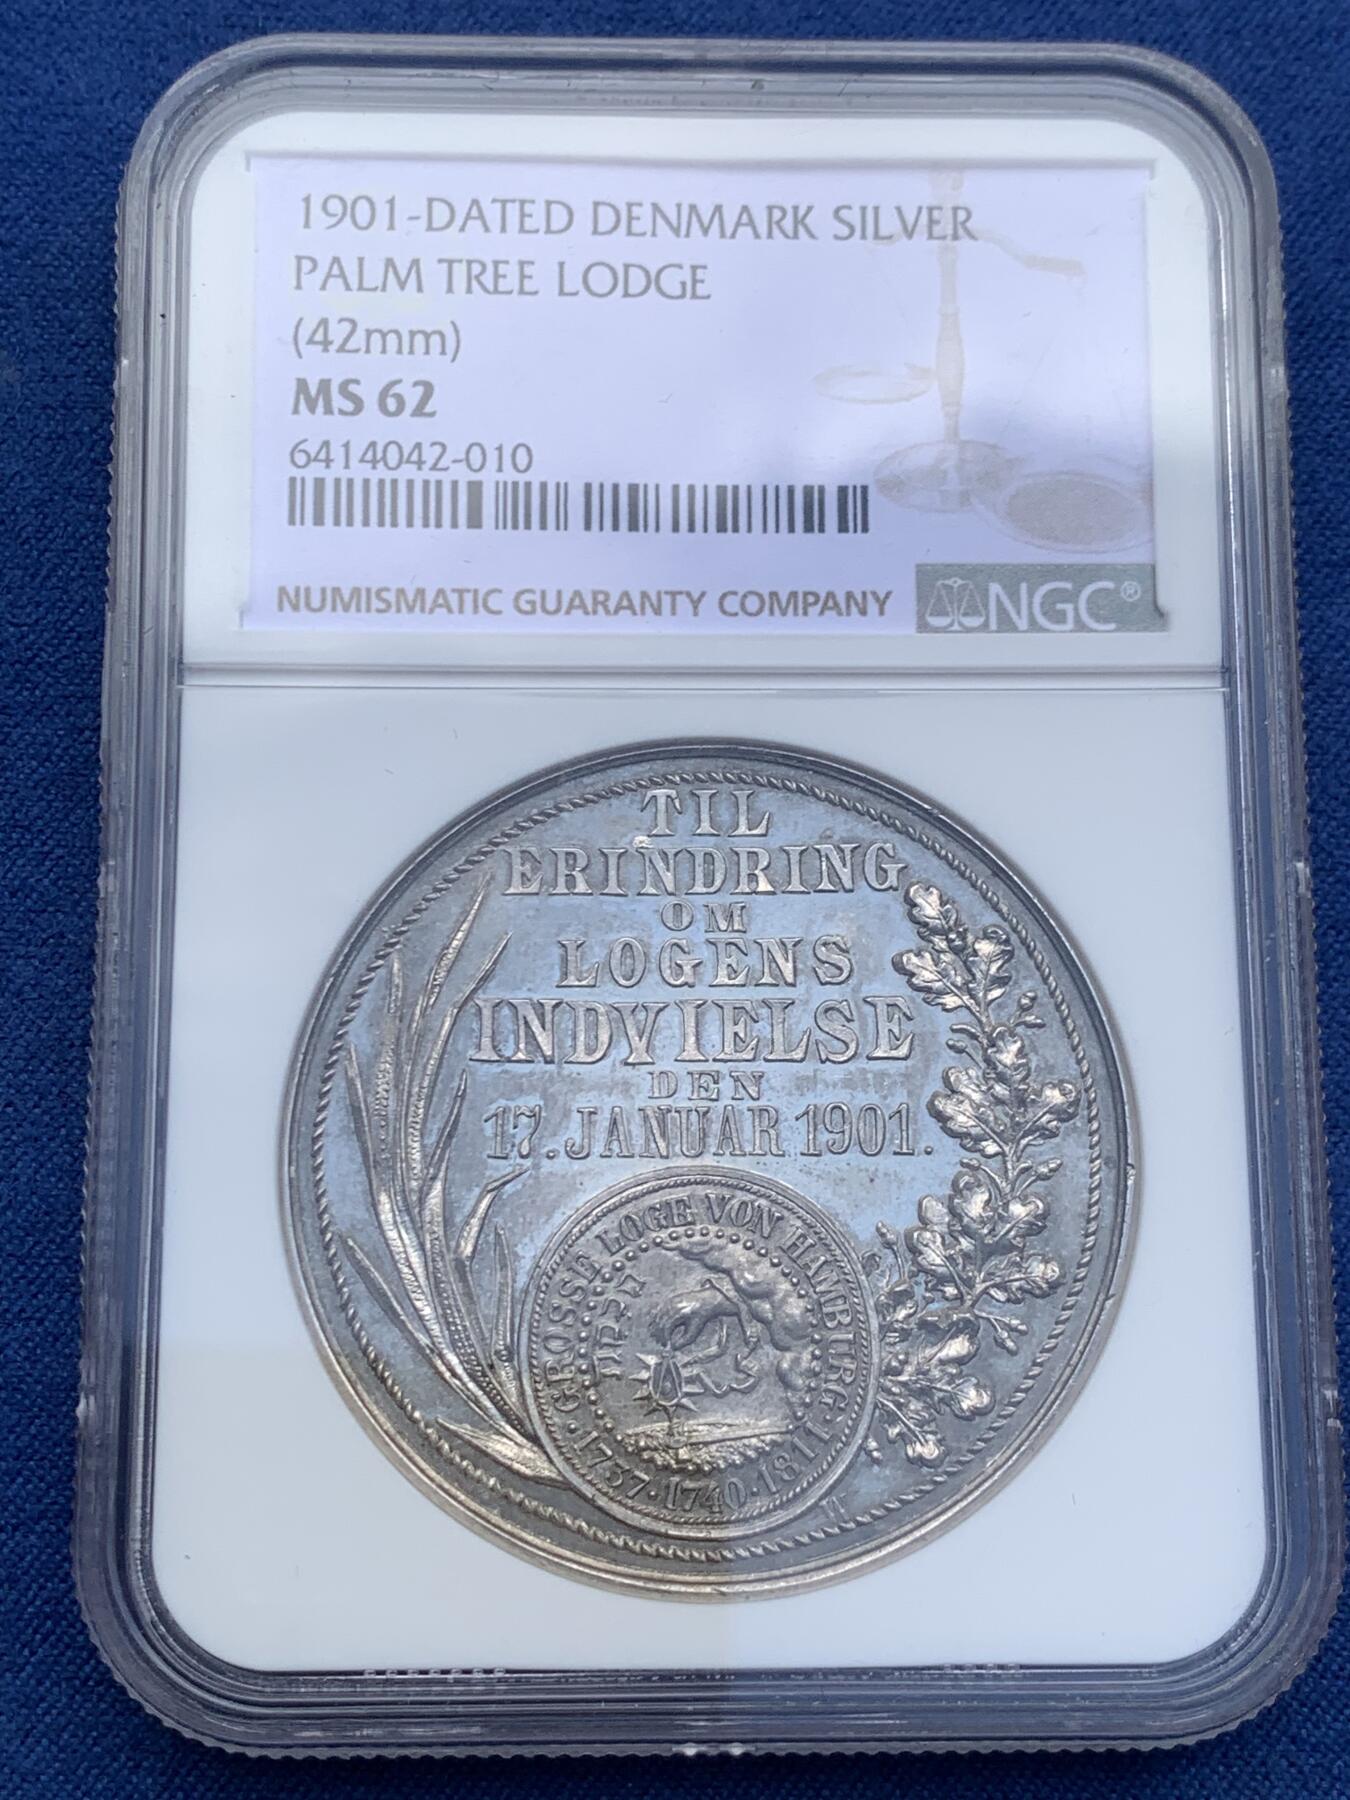 1901-DATED DENMARK SILVER
PALM TREE LODGE
(42mm)
MS 62
6414042-010
NUMISMATIC GUARANTY COMPANY
NGC®
TIL
ERINDRING
OM
LOGENS
INDVIELSE
DEN
17. JANUAR 1901.
GROSSE LOGE VON HAMBURG
· 1737 · 1740 · 1811 ·